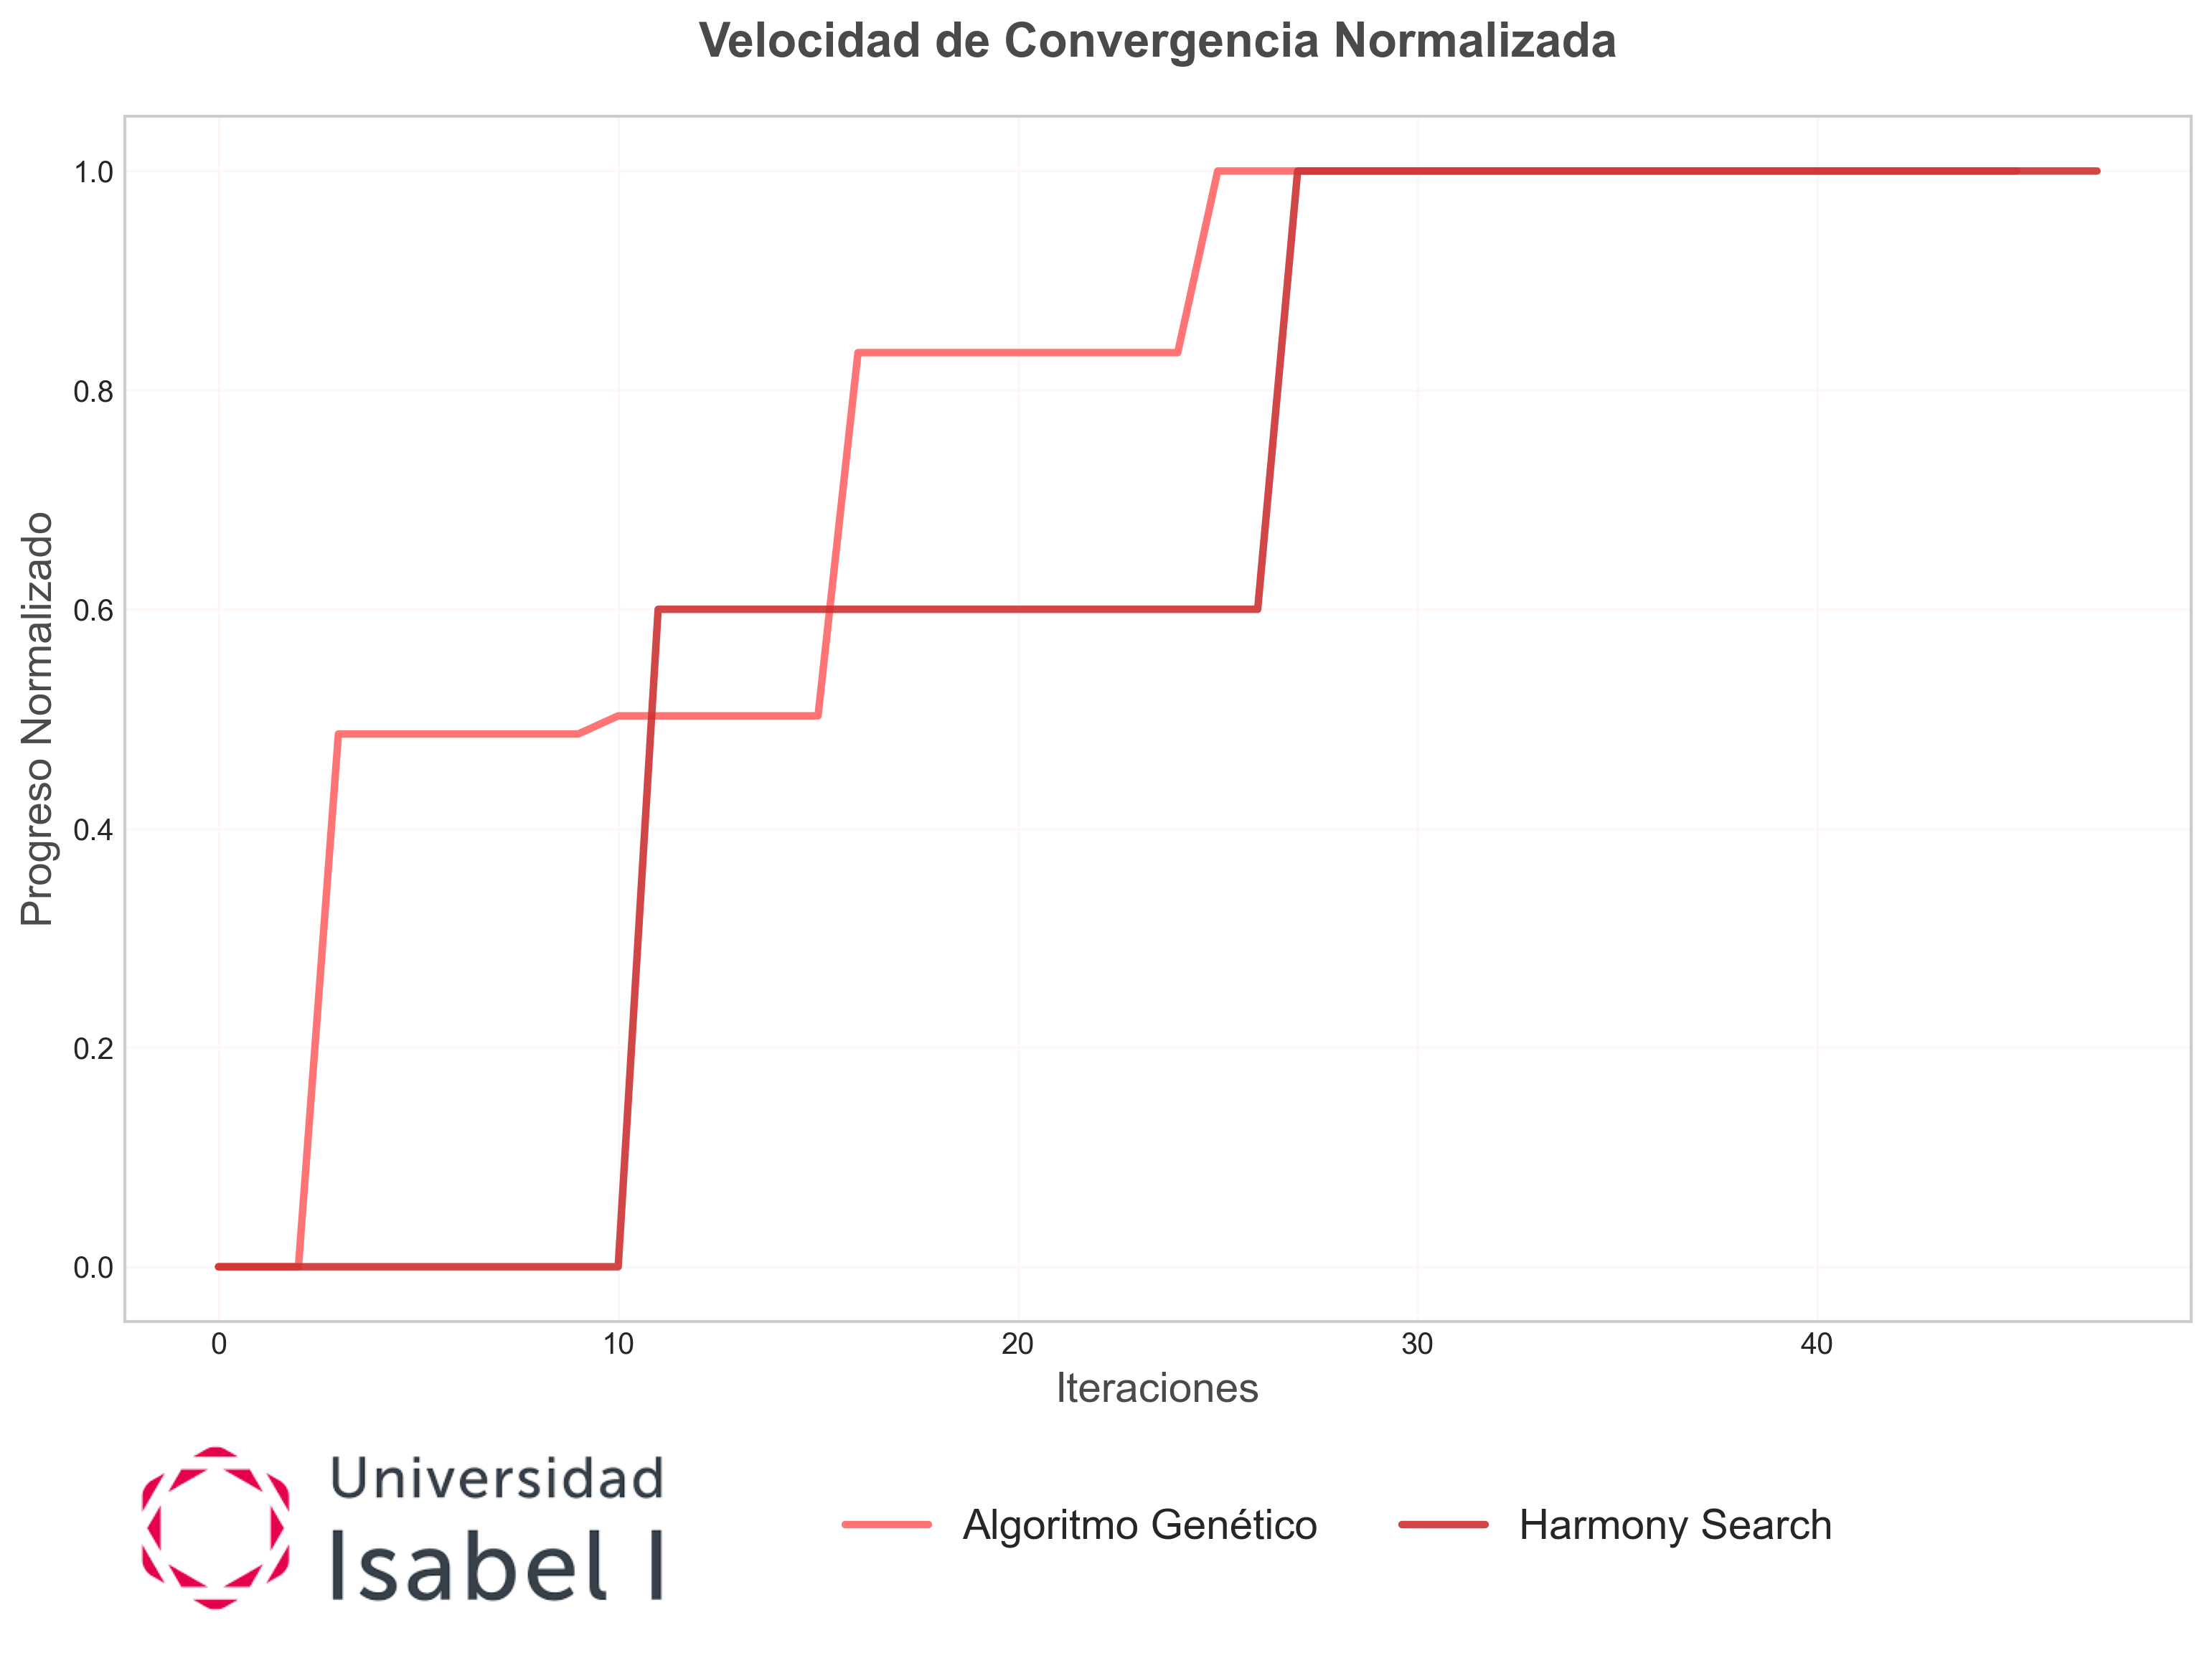 Velocidad de Convergencia Normalizada
Progreso Normalizado
1.0
0.8
0.6
0.4
0.2
0.0
0 10 20 30 40
Iteraciones
Universidad
Isabel I
Algoritmo Genético Harmony Search